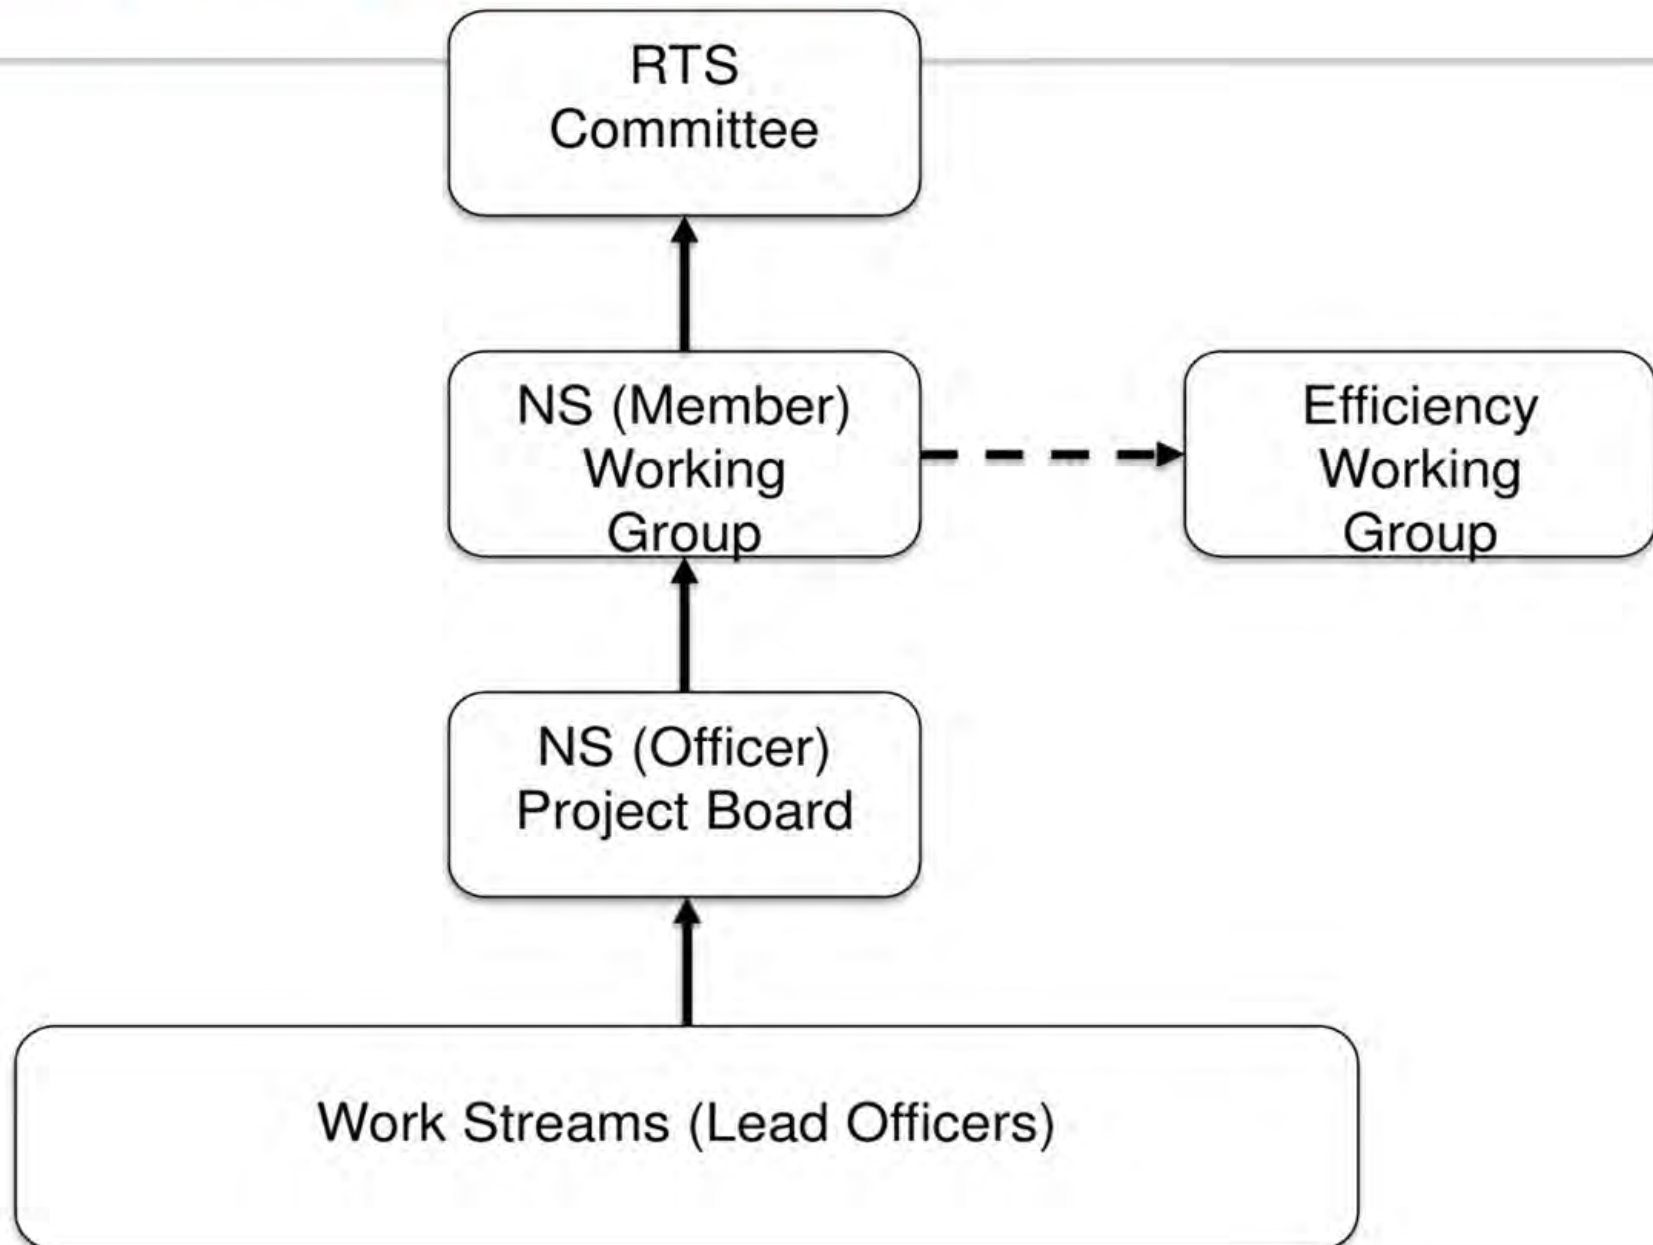 RTS
Committee
NS (Member)
Working
Group
Efficiency
Working
Group
NS (Officer)
Project Board
Work Streams (Lead Officers)